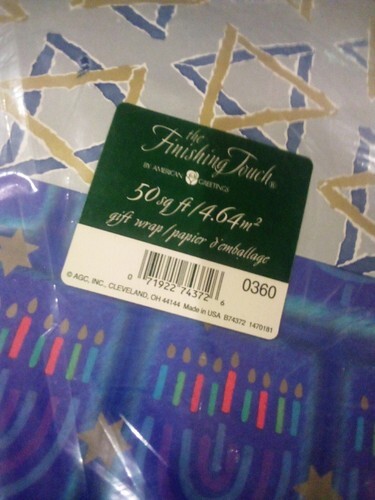 the
Finishing Touch®
BY AMERICAN GREETINGS
50 sq ft/4.64m²
gift wrap/papier d'emballage
0 71922 74372 6
0360
© AGC, INC., CLEVELAND, OH 44144 Made in USA B74372 1470181